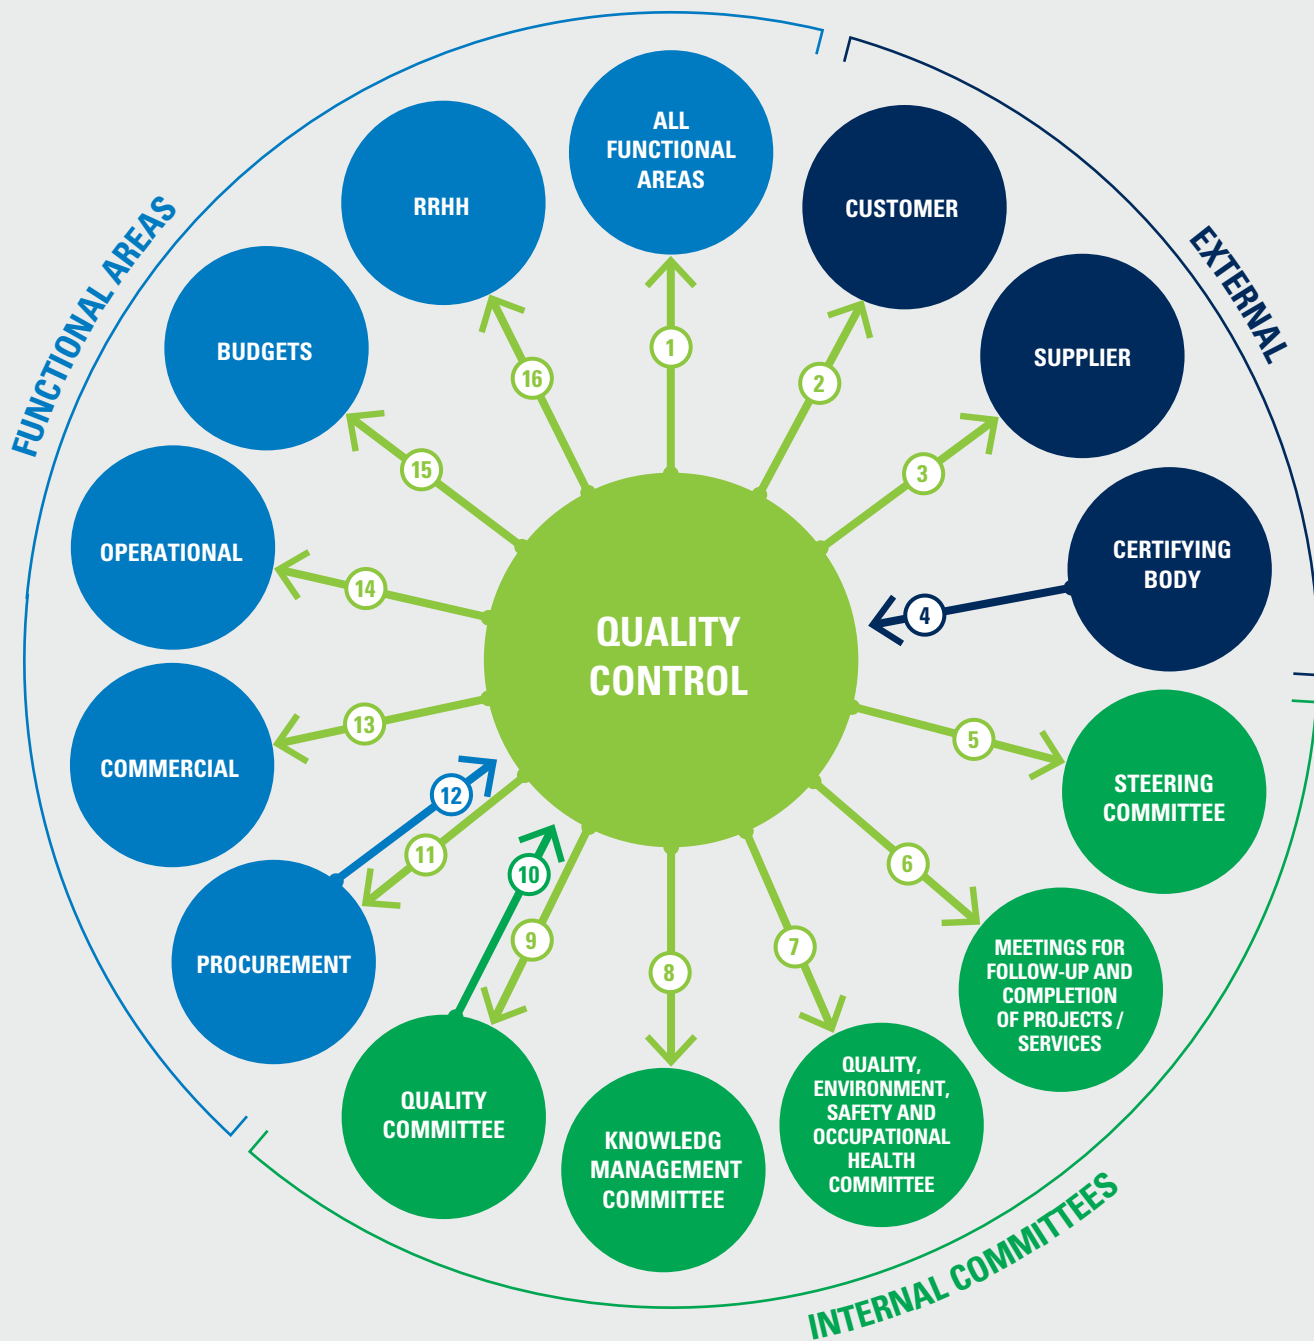 ALL
FUNCTIONAL
AREAS
CUSTOMER
SUPPLIER
CERTIFYING
BODY
STEERING
COMMITTEE
MEETINGS FOR
FOLLOW-UP AND
COMPLETION
OF PROJECTS /
SERVICES
QUALITY,
ENVIRONMENT,
SAFETY AND
OCCUPATIONAL
HEALTH
COMMITTEE
KNOWLEDG
MANAGEMENT
COMMITTEE
QUALITY
COMMITTEE
PROCUREMENT
COMMERCIAL
OPERATIONAL
BUDGETS
RRHH
QUALITY
CONTROL
1
2
3
4
5
6
7
8
9
10
11
12
13
14
15
16
FUNCTIONAL AREAS
EXTERNAL
INTERNAL COMMITTEES